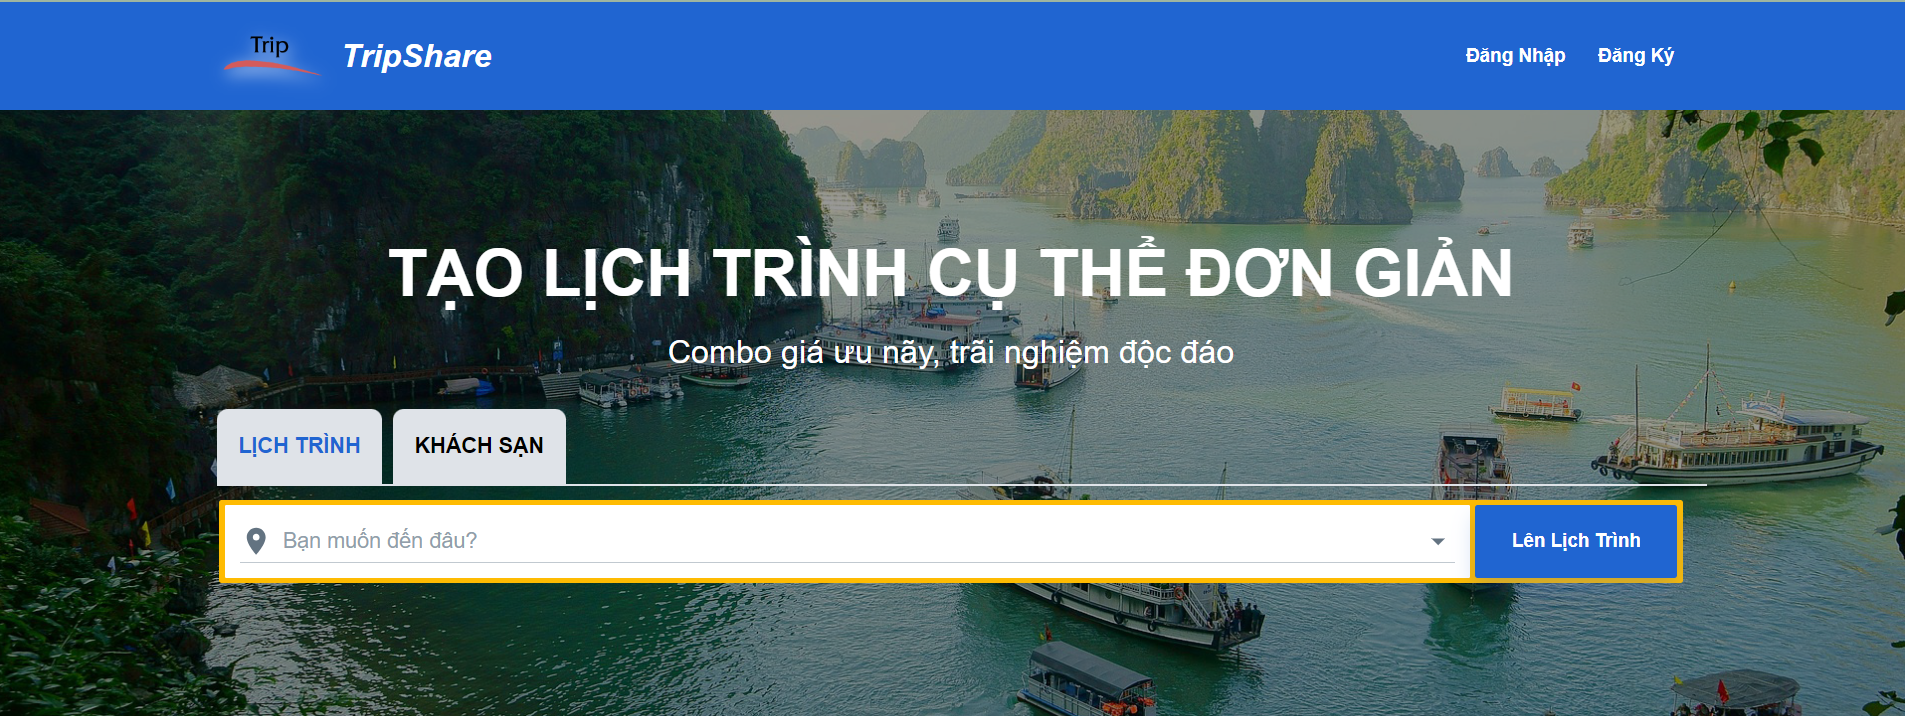 Trip
TripShare
Đăng Nhập
Đăng Ký
TẠO LỊCH TRÌNH CỤ THỂ ĐƠN GIẢN
Combo giá ưu nãy, trãi nghiệm độc đáo
LỊCH TRÌNH
KHÁCH SẠN
Bạn muốn đến đâu?
Lên Lịch Trình